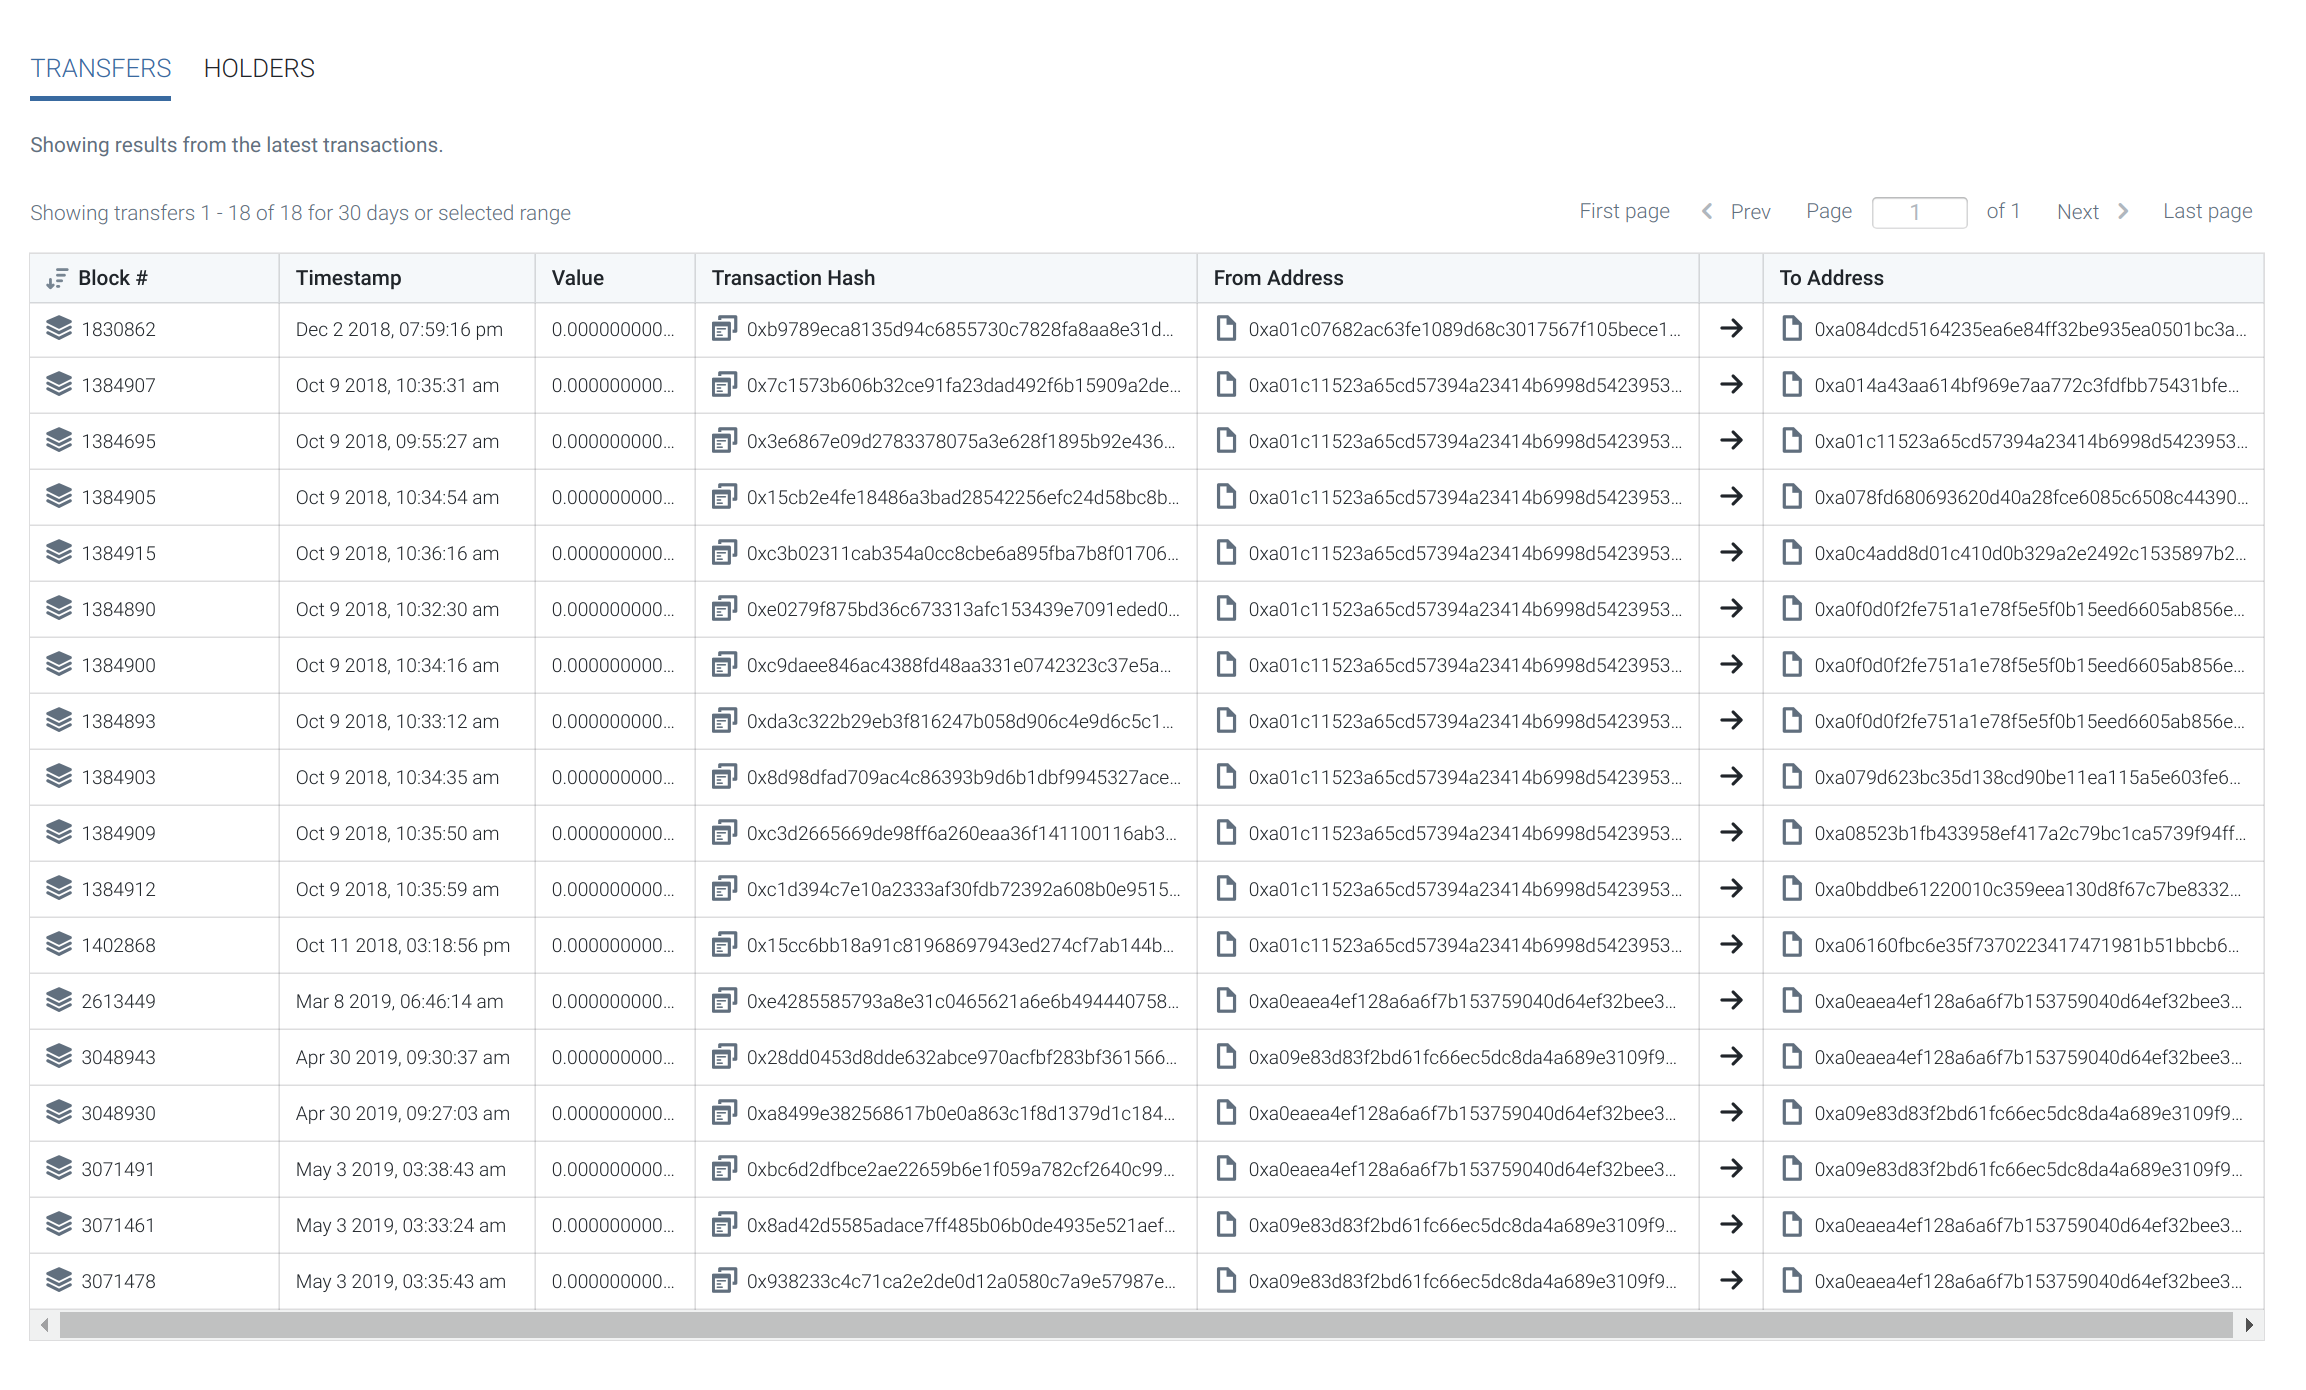 TRANSFERS HOLDERS
Showing results from the latest transactions.
Showing transfers 1 - 18 of 18 for 30 days or selected range First page Prev Page 1 of 1 Next Last page
Block # Timestamp Value Transaction Hash From Address To Address
1830862 Dec 2 2018, 07:59:16 pm 0.000000000... 0xb9789eca8135d94c6855730c7828fa8aa8e31d... 0xa01c07682ac63fe1089d68c3017567f105bece1... 0xa084dcd5164235ea6e84ff32be935ea0501bc3a...
1384907 Oct 9 2018, 10:35:31 am 0.000000000... 0x7c1573b606b32ce91fa23dad492f6b15909a2de... 0xa01c11523a65cd57394a23414b6998d5423953... 0xa014a43aa614bf969e7aa772c3fdfbb75431bfe...
1384695 Oct 9 2018, 09:55:27 am 0.000000000... 0x3e6867e09d2783378075a3e628f1895b92e436... 0xa01c11523a65cd57394a23414b6998d5423953... 0xa01c11523a65cd57394a23414b6998d5423953...
1384905 Oct 9 2018, 10:34:54 am 0.000000000... 0x15cb2e4fe18486a3bad28542256efc24d58bc8b... 0xa01c11523a65cd57394a23414b6998d5423953... 0xa078fd680693620d40a28fce6085c6508c44390...
1384915 Oct 9 2018, 10:36:16 am 0.000000000... 0xc3b02311cab354a0cc8cbe6a895fba7b8f01706... 0xa01c11523a65cd57394a23414b6998d5423953... 0xa0c4add8d01c410d0b329a2e2492c1535897b2...
1384890 Oct 9 2018, 10:32:30 am 0.000000000... 0xe0279f875bd36c673313afc153439e7091eded0... 0xa01c11523a65cd57394a23414b6998d5423953... 0xa0f0d0f2fe751a1e78f5e5f0b15eed6605ab856e...
1384900 Oct 9 2018, 10:34:16 am 0.000000000... 0xc9daee846ac4388fd48aa331e0742323c37e5a... 0xa01c11523a65cd57394a23414b6998d5423953... 0xa0f0d0f2fe751a1e78f5e5f0b15eed6605ab856e...
1384893 Oct 9 2018, 10:33:12 am 0.000000000... 0xda3c322b29eb3f816247b058d906c4e9d6c5c1... 0xa01c11523a65cd57394a23414b6998d5423953... 0xa0f0d0f2fe751a1e78f5e5f0b15eed6605ab856e...
1384903 Oct 9 2018, 10:34:35 am 0.000000000... 0x8d98dfad709ac4c86393b9d6b1dbf9945327ace... 0xa01c11523a65cd57394a23414b6998d5423953... 0xa079d623bc35d138cd90be11ea115a5e603fe6...
1384909 Oct 9 2018, 10:35:50 am 0.000000000... 0xc3d2665669de98ff6a260eaa36f141100116ab3... 0xa01c11523a65cd57394a23414b6998d5423953... 0xa08523b1fb433958ef417a2c79bc1ca5739f94ff...
1384912 Oct 9 2018, 10:35:59 am 0.000000000... 0xc1d394c7e10a2333af30fdb72392a608b0e9515... 0xa01c11523a65cd57394a23414b6998d5423953... 0xa0bddbe61220010c359eea130d8f67c7be8332...
1402868 Oct 11 2018, 03:18:56 pm 0.000000000... 0x15cc6bb18a91c81968697943ed274cf7ab144b... 0xa01c11523a65cd57394a23414b6998d5423953... 0xa06160fbc6e35f7370223417471981b51bbcb6...
2613449 Mar 8 2019, 06:46:14 am 0.000000000... 0xe4285585793a8e31c0465621a6e6b494440758... 0xa0eaea4ef128a6a6f7b153759040d64ef32bee3... 0xa0eaea4ef128a6a6f7b153759040d64ef32bee3...
3048943 Apr 30 2019, 09:30:37 am 0.000000000... 0x28dd0453d8dde632abce970acfbf283bf361566... 0xa09e83d83f2bd61fc66ec5dc8da4a689e3109f9... 0xa0eaea4ef128a6a6f7b153759040d64ef32bee3...
3048930 Apr 30 2019, 09:27:03 am 0.000000000... 0xa8499e382568617b0e0a863c1f8d1379d1c184... 0xa0eaea4ef128a6a6f7b153759040d64ef32bee3... 0xa09e83d83f2bd61fc66ec5dc8da4a689e3109f9...
3071491 May 3 2019, 03:38:43 am 0.000000000... 0xbc6d2dfbce2ae22659b6e1f059a782cf2640c99... 0xa0eaea4ef128a6a6f7b153759040d64ef32bee3... 0xa09e83d83f2bd61fc66ec5dc8da4a689e3109f9...
3071461 May 3 2019, 03:33:24 am 0.000000000... 0x8ad42d5585adace7ff485b06b0de4935e521aef... 0xa09e83d83f2bd61fc66ec5dc8da4a689e3109f9... 0xa0eaea4ef128a6a6f7b153759040d64ef32bee3...
3071478 May 3 2019, 03:35:43 am 0.000000000... 0x938233c4c71ca2e2de0d12a0580c7a9e57987e... 0xa09e83d83f2bd61fc66ec5dc8da4a689e3109f9... 0xa0eaea4ef128a6a6f7b153759040d64ef32bee3...